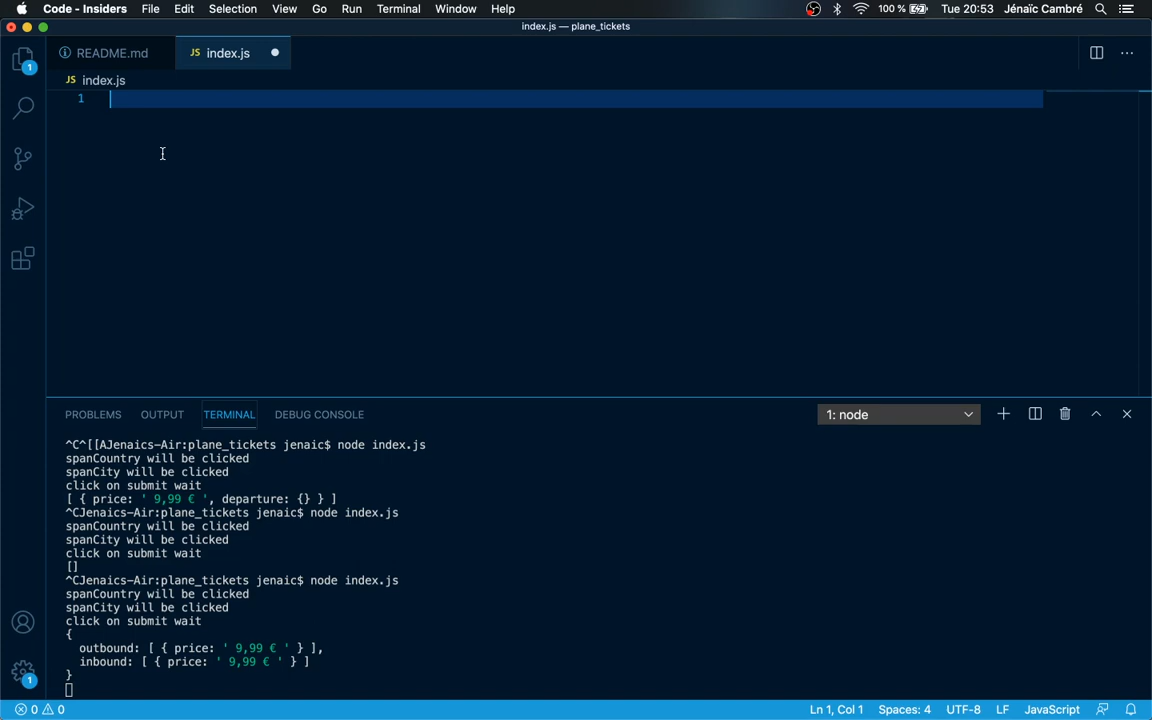 Code - Insiders File Edit Selection View Go Run Terminal Window Help 100 % Tue 20:53 Jénaïc Cambré
index.js — plane_tickets
README.md JS index.js
JS index.js
1
1
PROBLEMS OUTPUT TERMINAL DEBUG CONSOLE 1: node
^C^[[AJenaics-Air:plane_tickets jenaic$ node index.js
spanCountry will be clicked
spanCity will be clicked
click on submit wait
[ { price: ' 9,99 € ', departure: {} } ]
^CJenaics-Air:plane_tickets jenaic$ node index.js
spanCountry will be clicked
spanCity will be clicked
click on submit wait
[]
^CJenaics-Air:plane_tickets jenaic$ node index.js
spanCountry will be clicked
spanCity will be clicked
click on submit wait
{
outbound: [ { price: ' 9,99 € ' } ],
inbound: [ { price: ' 9,99 € ' } ]
}
1
0 0 Ln 1, Col 1 Spaces: 4 UTF-8 LF JavaScript